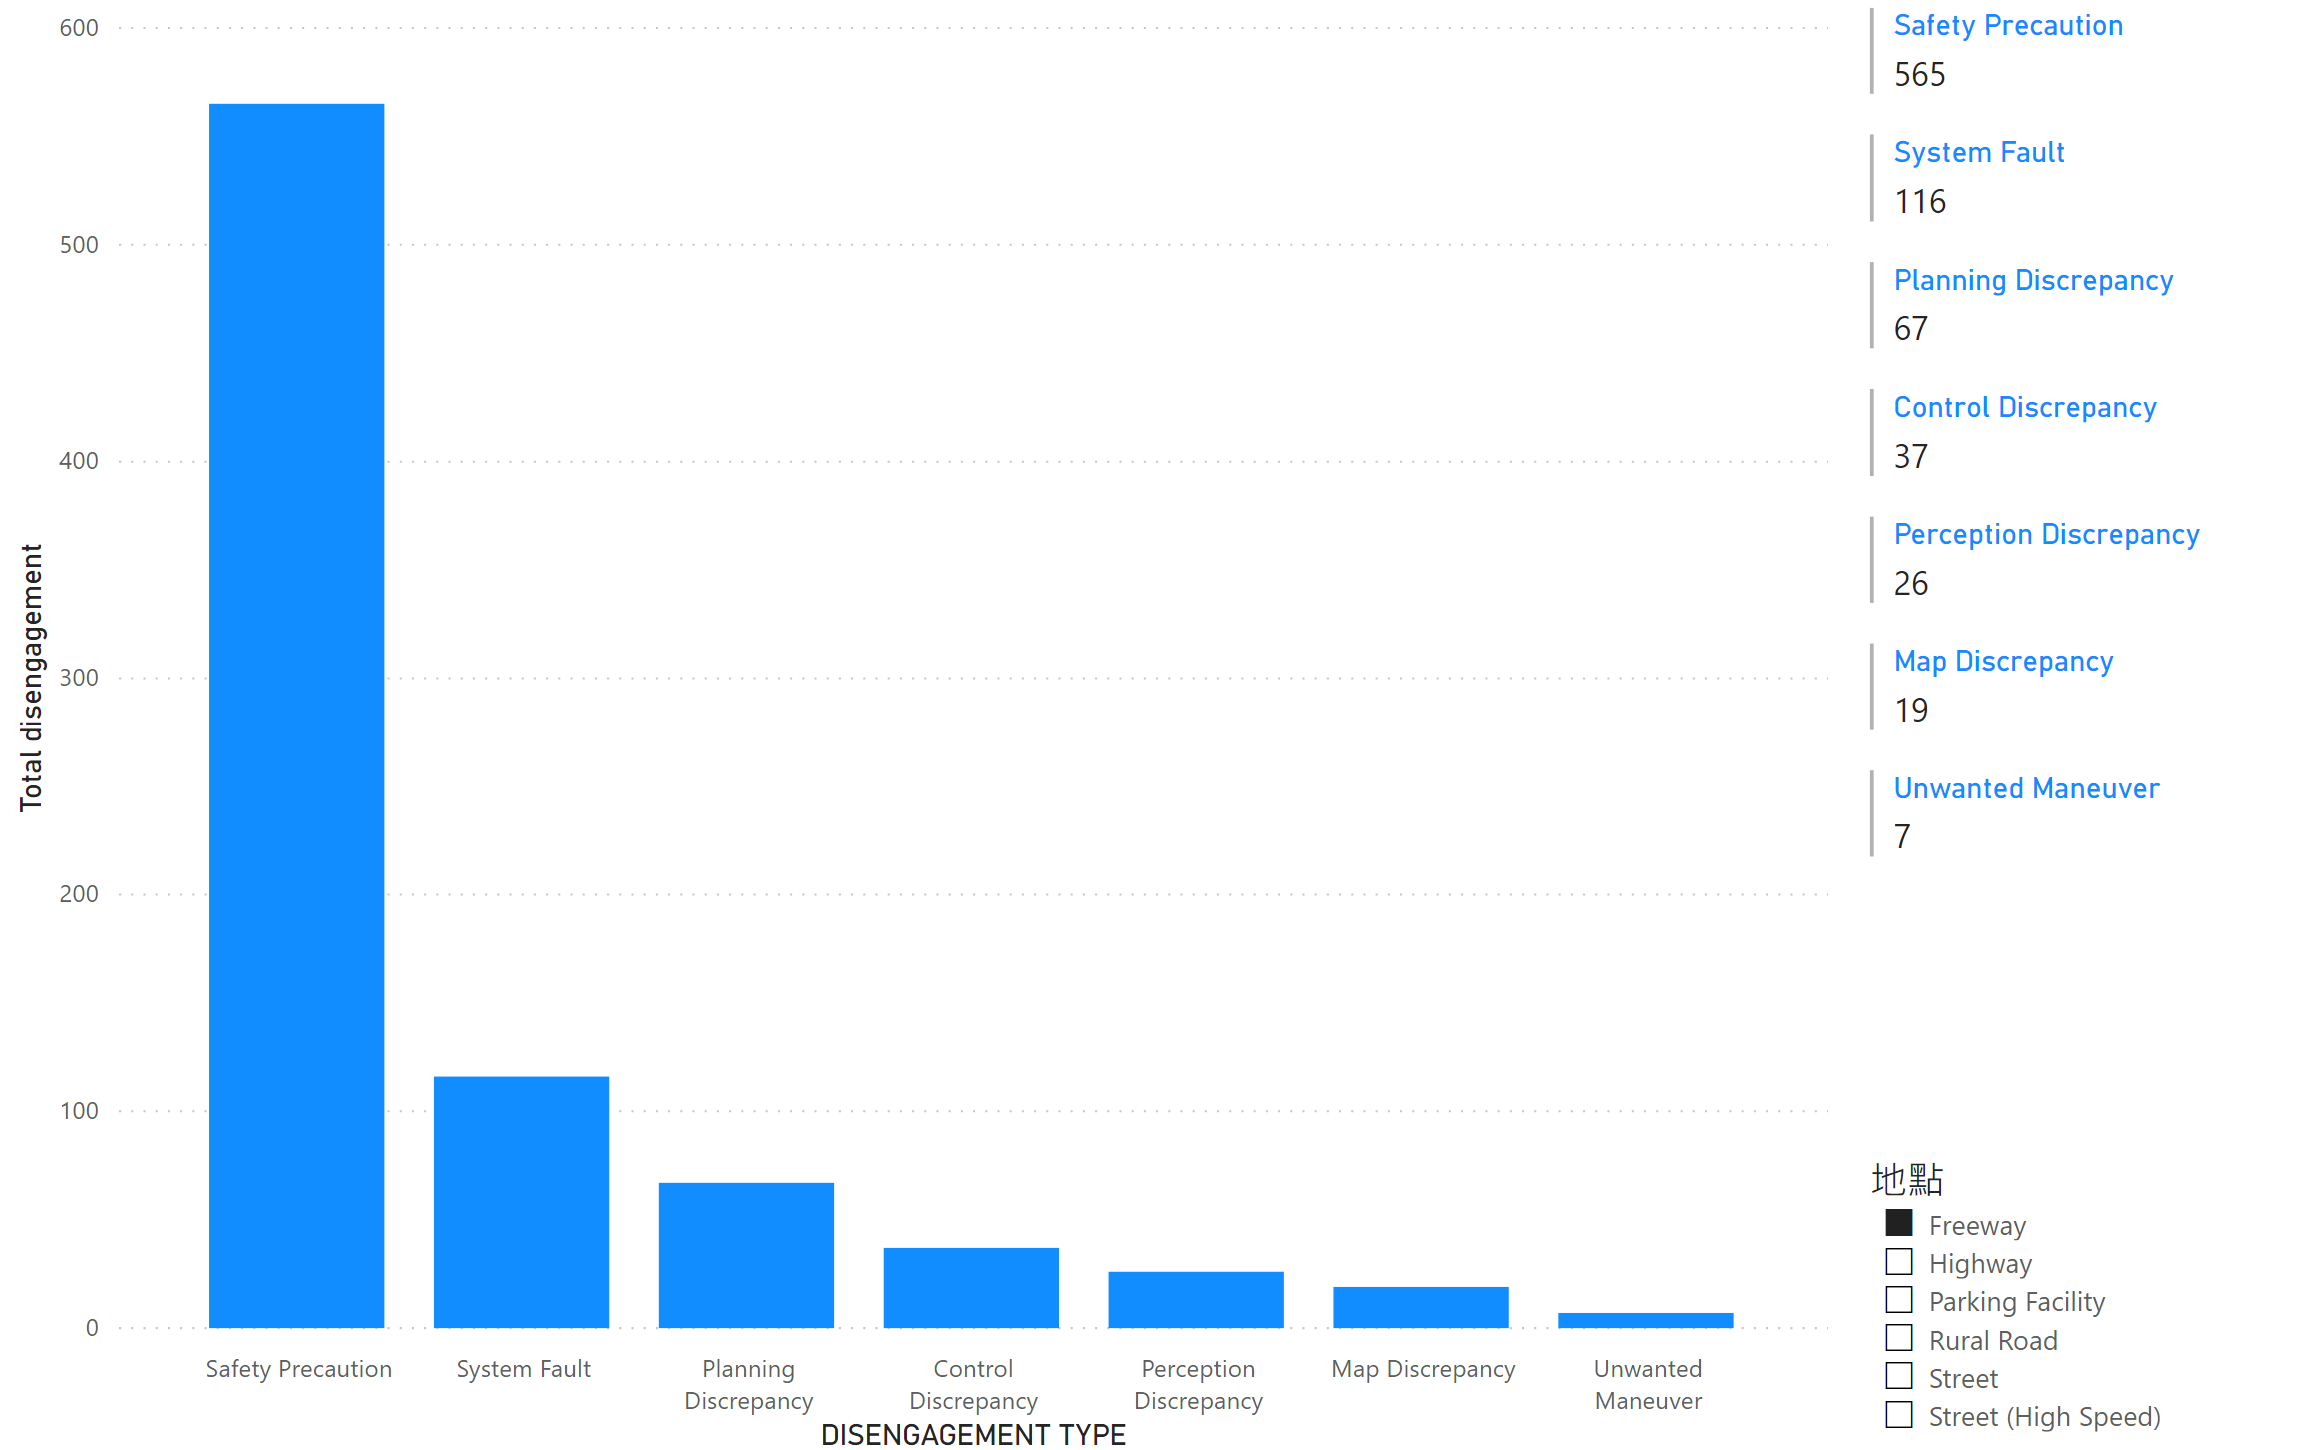 600
500
400
300
200
100
0
Total disengagement
Safety Precaution
System Fault
Planning
Discrepancy
Control
Discrepancy
Perception
Discrepancy
Map Discrepancy
Unwanted
Maneuver
DISENGAGEMENT TYPE
Safety Precaution
565
System Fault
116
Planning Discrepancy
67
Control Discrepancy
37
Perception Discrepancy
26
Map Discrepancy
19
Unwanted Maneuver
7
地點
Freeway
Highway
Parking Facility
Rural Road
Street
Street (High Speed)